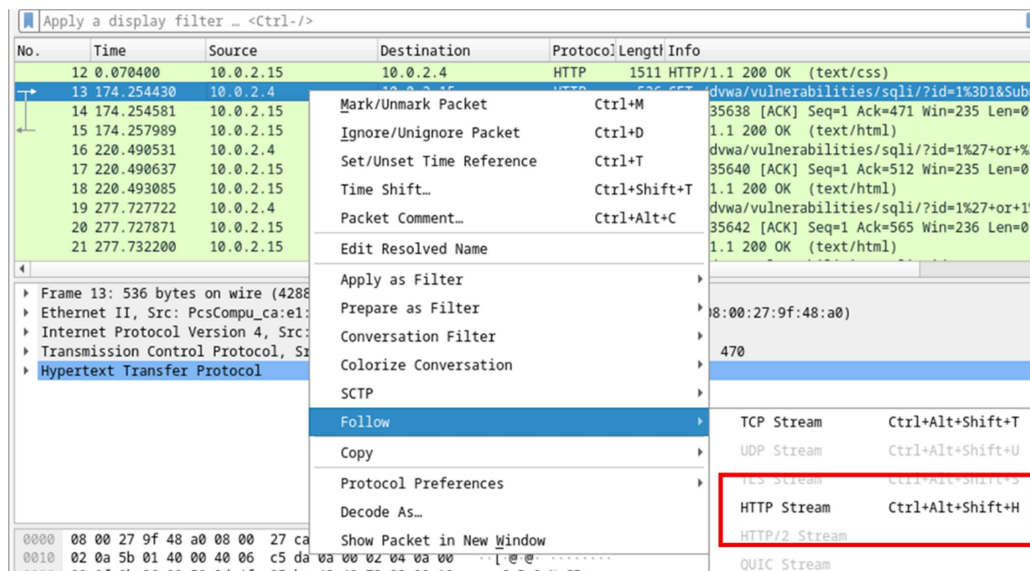 Apply a display filter … <Ctrl-/>
No. Time Source Destination Protocol Length Info
12 0.070400 10.0.2.15 10.0.2.4 HTTP 1511 HTTP/1.1 200 OK (text/css)
13 174.254430 10.0.2.4 dvwa/vulnerabilities/sqli/?id=1%3D1&Sub
14 174.254581 10.0.2.15 35638 [ACK] Seq=1 Ack=471 Win=235 Len=0
15 174.257989 10.0.2.15 1.1 200 OK (text/html)
16 220.490531 10.0.2.4 dvwa/vulnerabilities/sqli/?id=1%27+or+%
17 220.490637 10.0.2.15 35640 [ACK] Seq=1 Ack=512 Win=235 Len=0
18 220.493085 10.0.2.15 1.1 200 OK (text/html)
19 277.727722 10.0.2.4 dvwa/vulnerabilities/sqli/?id=1%27+or+1
20 277.727871 10.0.2.15 35642 [ACK] Seq=1 Ack=565 Win=236 Len=0
21 277.732200 10.0.2.15 1.1 200 OK (text/html)
Mark/Unmark Packet Ctrl+M
Ignore/Unignore Packet Ctrl+D
Set/Unset Time Reference Ctrl+T
Time Shift… Ctrl+Shift+T
Packet Comment… Ctrl+Alt+C
Edit Resolved Name
Apply as Filter
Prepare as Filter
Conversation Filter
Colorize Conversation
SCTP
Follow
Copy
Protocol Preferences
Decode As…
Show Packet in New Window
Frame 13: 536 bytes on wire (4288
Ethernet II, Src: PcsCompu_ca:e1: 08:00:27:9f:48:a0)
Internet Protocol Version 4, Src:
Transmission Control Protocol, Sr 470
Hypertext Transfer Protocol
TCP Stream Ctrl+Alt+Shift+T
UDP Stream Ctrl+Alt+Shift+U
TLS Stream Ctrl+Alt+Shift+S
HTTP Stream Ctrl+Alt+Shift+H
HTTP/2 Stream
QUIC Stream
0000 08 00 27 9f 48 a0 08 00 27 ca
0010 02 0a 5b 01 40 00 40 06 c5 da 0a 00 02 04 0a 00 ··[·@·@· ········